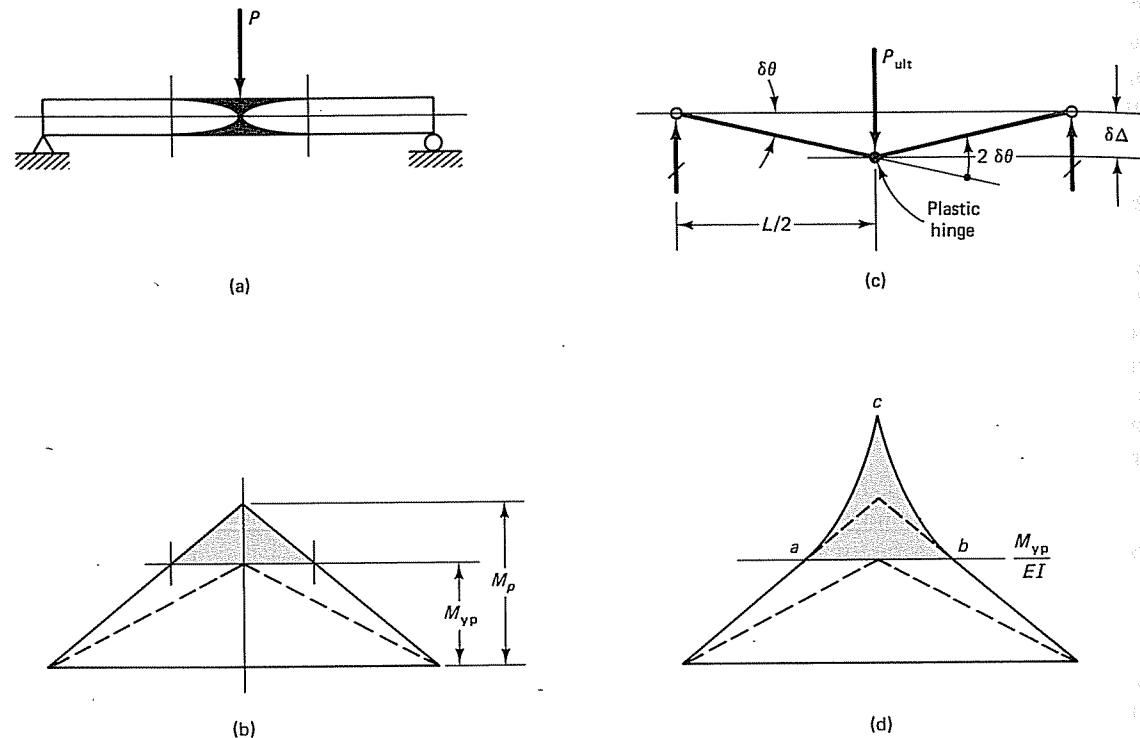 P
(a)
δθ
P_ult
δΔ
2 δθ
L/2
Plastic
hinge
(c)
M_p
M_yp
(b)
c
a
b
M_yp
EI
(d)